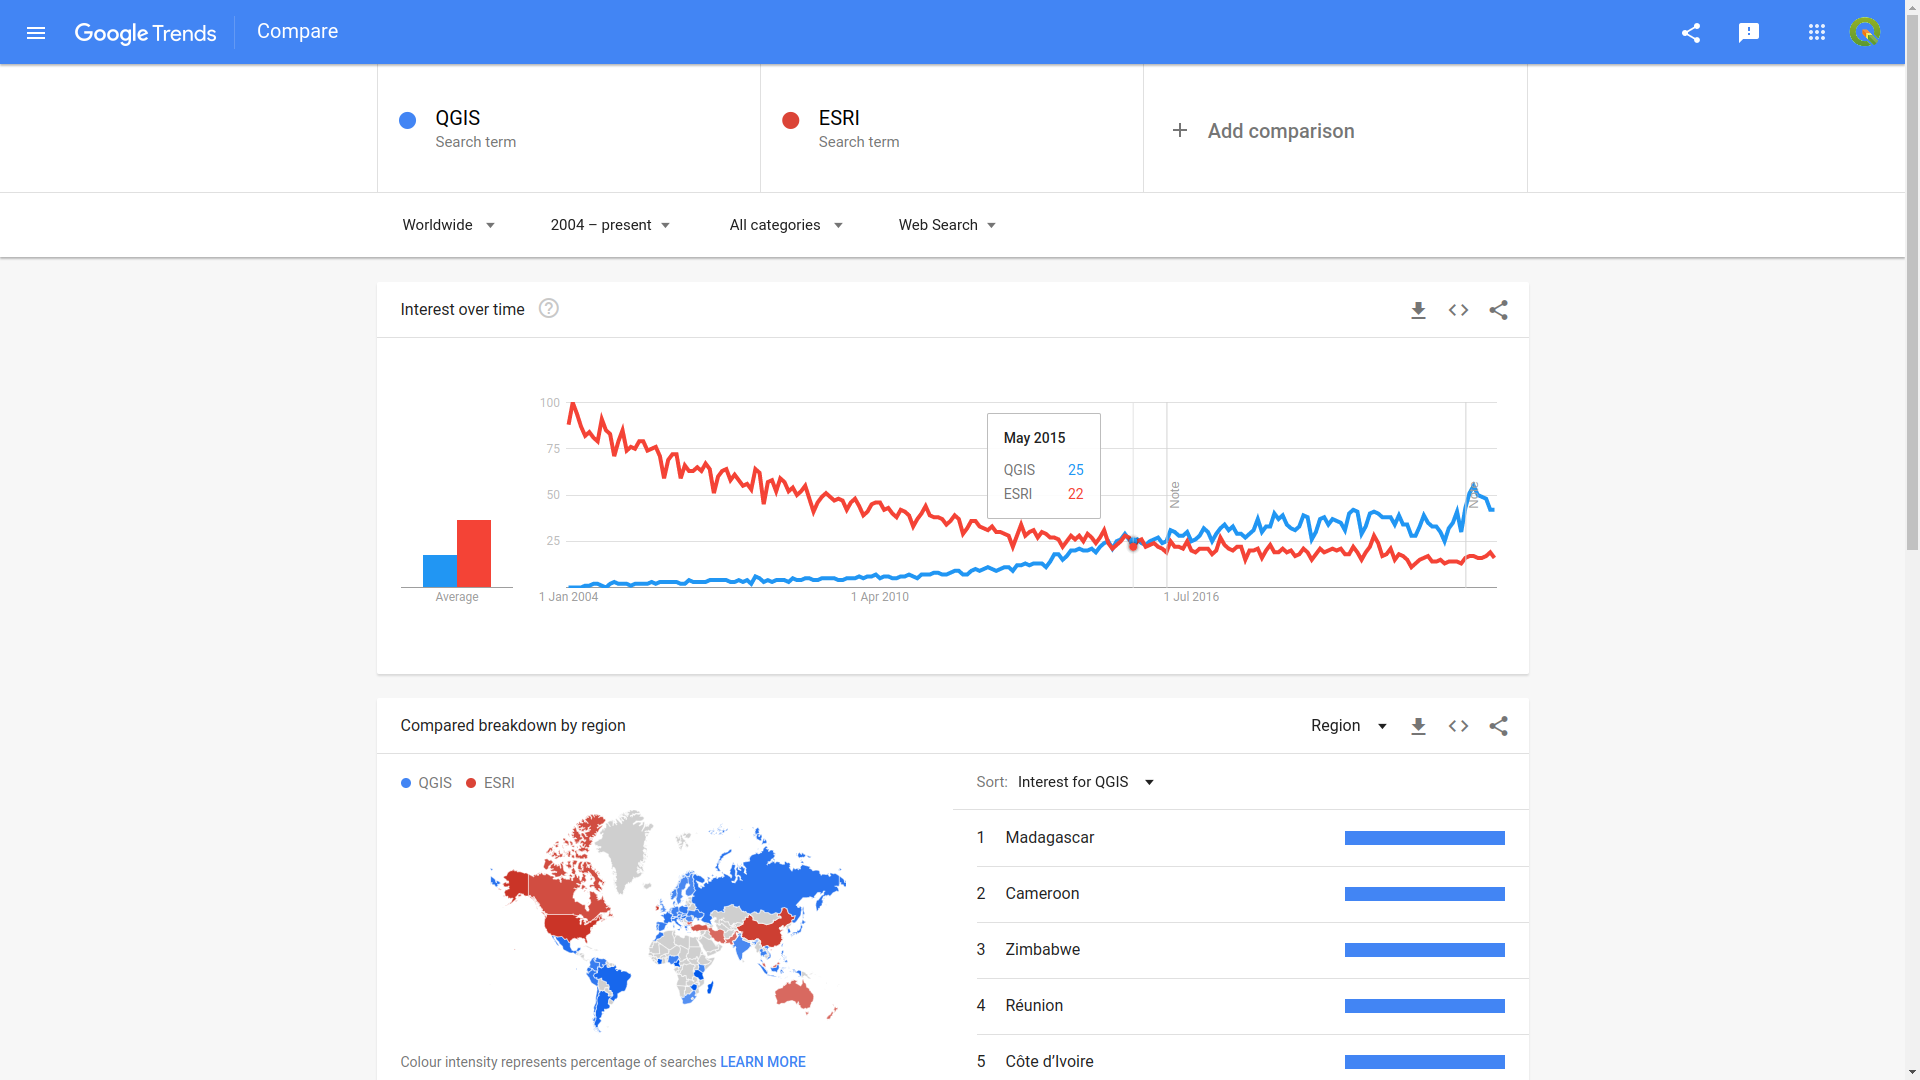 Google Trends
Compare
QGIS
Search term
ESRI
Search term
+ Add comparison
Worldwide
2004 – present
All categories
Web Search
Interest over time
?
100
75
50
25
May 2015
QGIS 25
ESRI 22
Note
Note
Average
1 Jan 2004
1 Apr 2010
1 Jul 2016
Compared breakdown by region
Region
QGIS
ESRI
Sort: Interest for QGIS
1 Madagascar
2 Cameroon
3 Zimbabwe
4 Réunion
5 Côte d’Ivoire
Colour intensity represents percentage of searches LEARN MORE